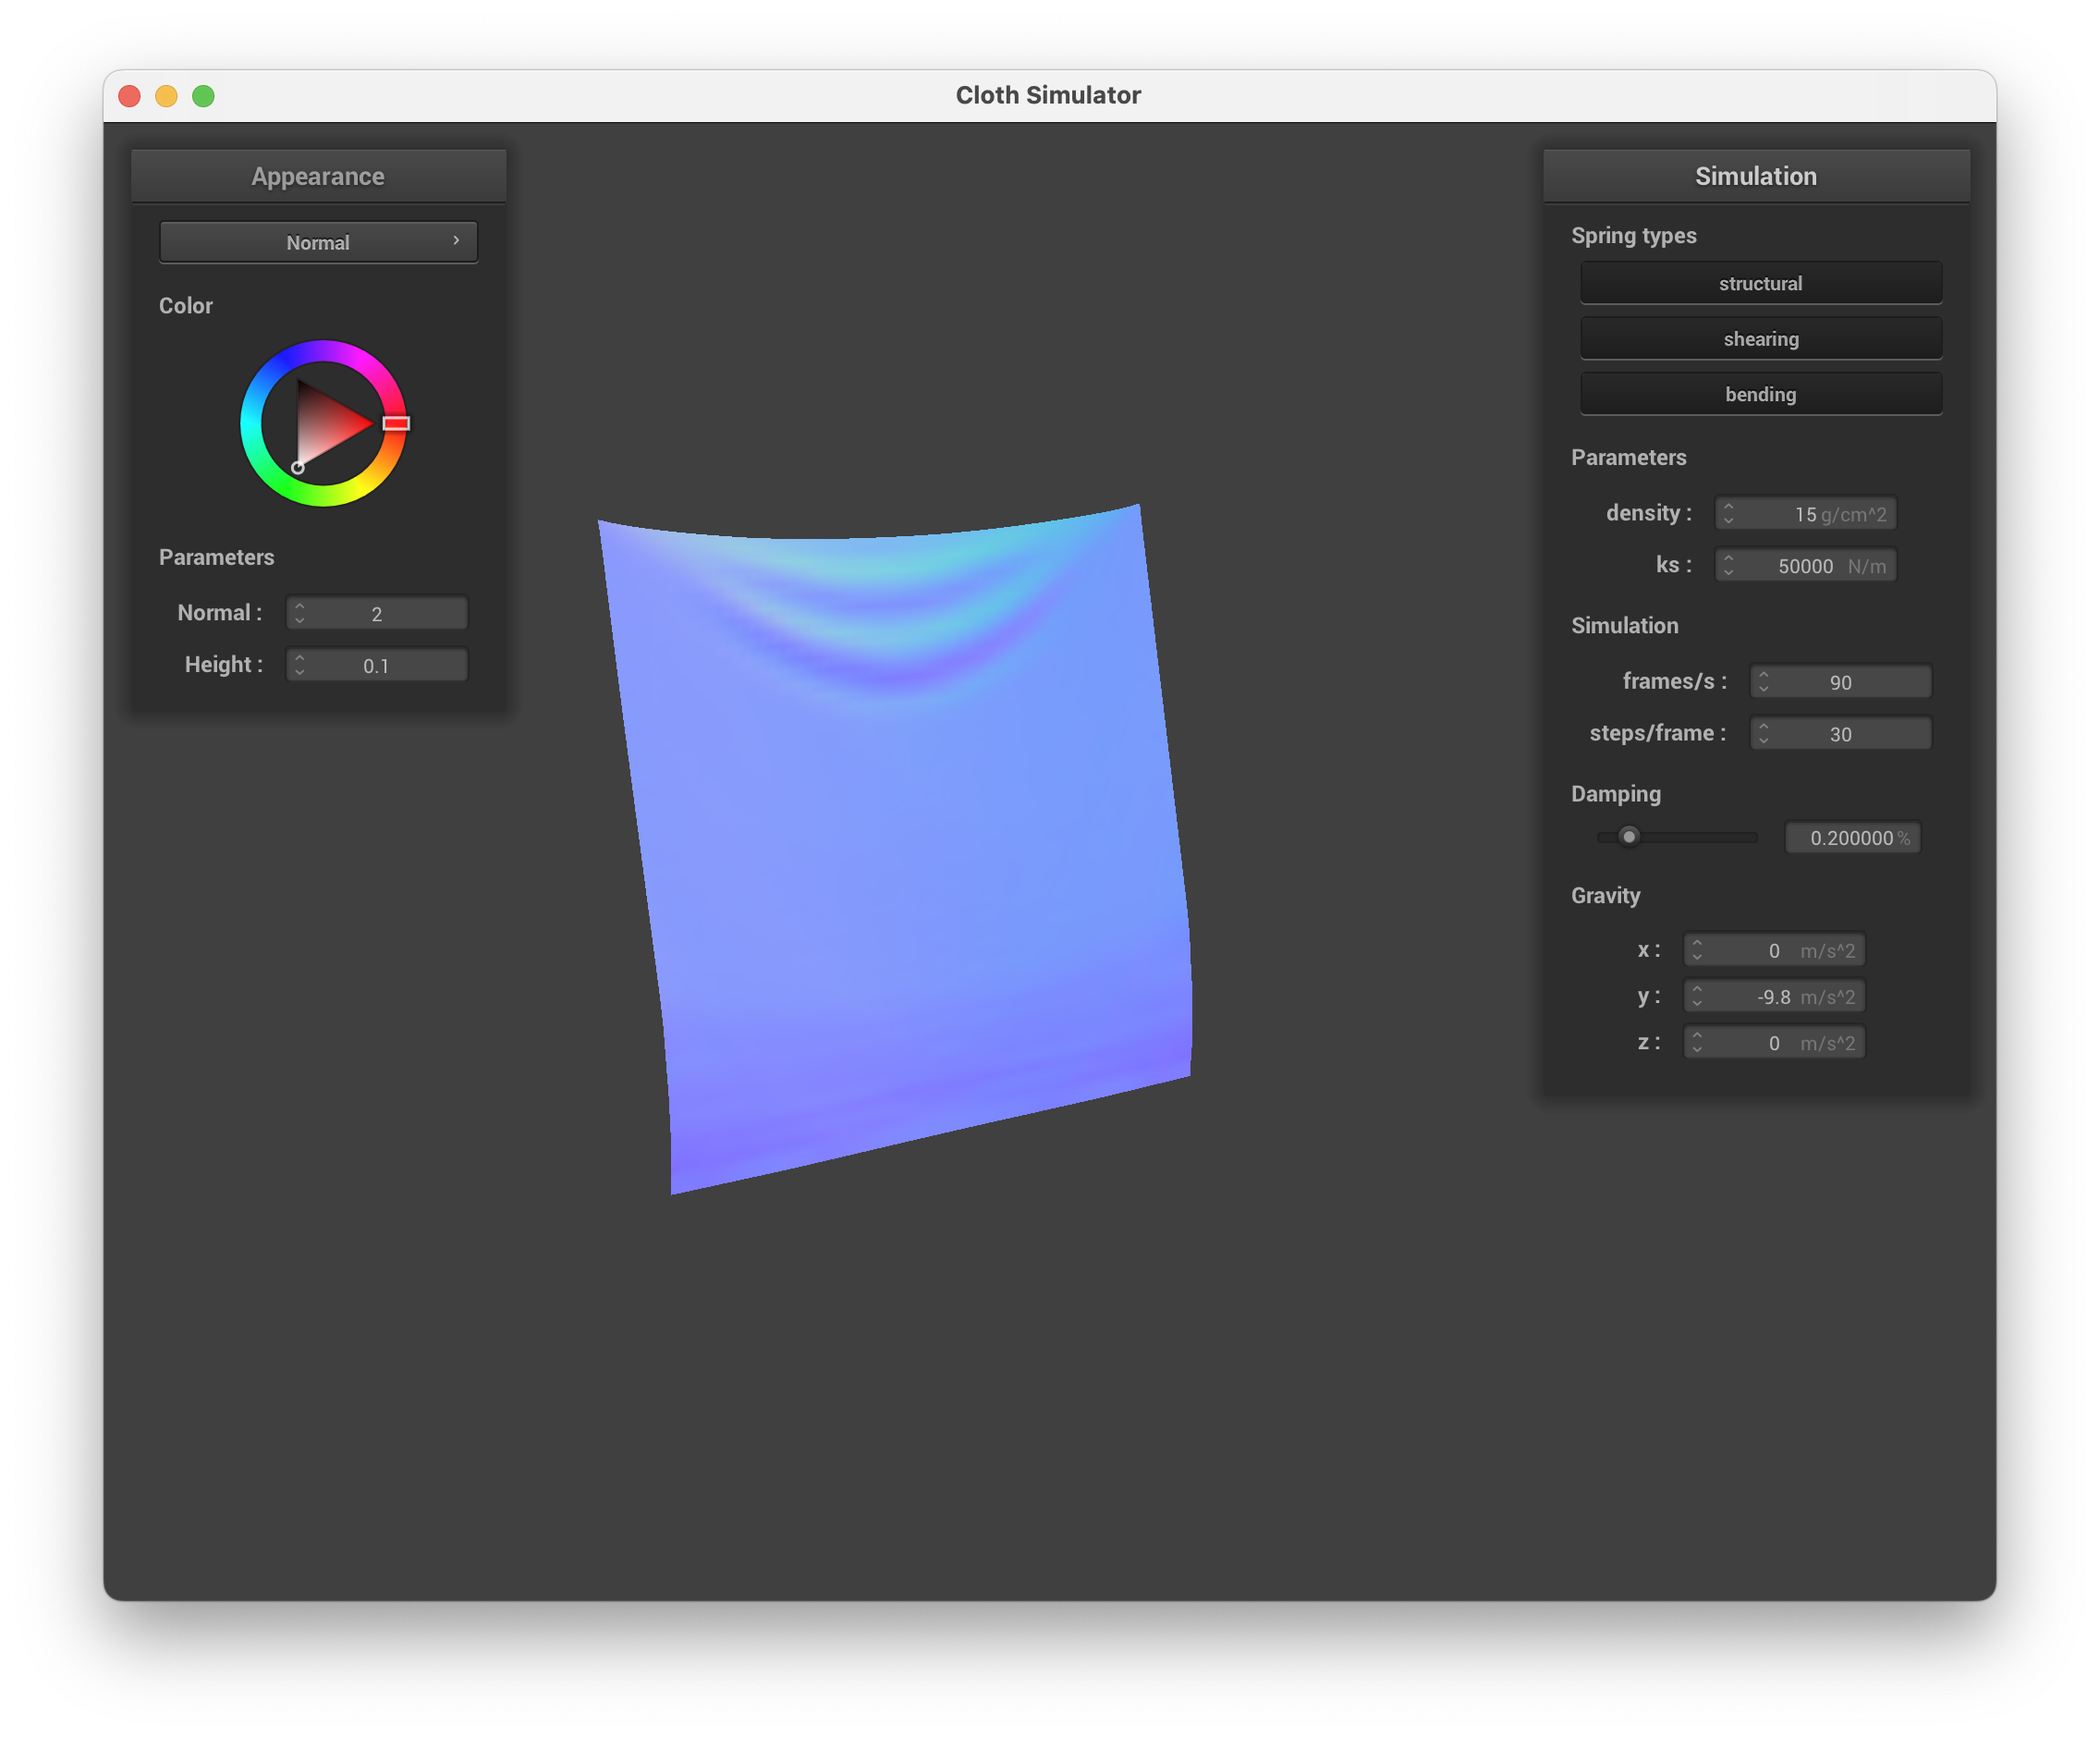 Cloth Simulator
Appearance
Normal
Color
Parameters
Normal : 2
Height : 0.1
Simulation
Spring types
structural
shearing
bending
Parameters
density : 15 g/cm^2
ks : 50000 N/m
Simulation
frames/s : 90
steps/frame : 30
Damping
0.200000 %
Gravity
x : 0 m/s^2
y : -9.8 m/s^2
z : 0 m/s^2